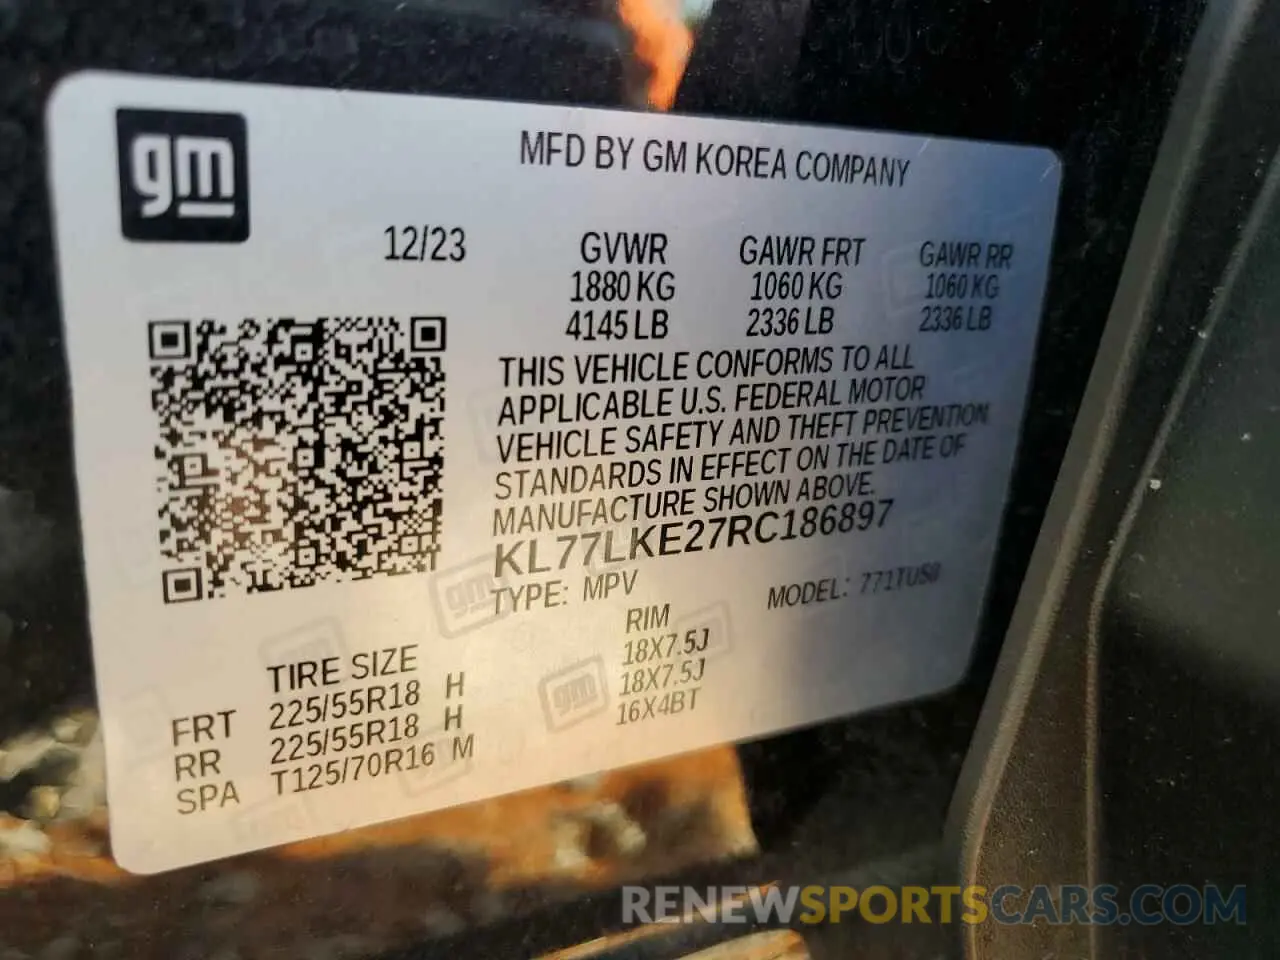 gm
MFD BY GM KOREA COMPANY
12/23 GVWR GAWR FRT GAWR RR
1880 KG 1060 KG 1060 KG
4145 LB 2336 LB 2336 LB
THIS VEHICLE CONFORMS TO ALL
APPLICABLE U.S. FEDERAL MOTOR
VEHICLE SAFETY AND THEFT PREVENTION
STANDARDS IN EFFECT ON THE DATE OF
MANUFACTURE SHOWN ABOVE.
KL77LKE27RC186897
TYPE: MPV MODEL: 771TUS0
TIRE SIZE RIM
FRT 225/55R18 H 18X7.5J
RR 225/55R18 H 18X7.5J
SPA T125/70R16 M 16X4BT
gm
gm
RENEWSPORTSCARS.COM